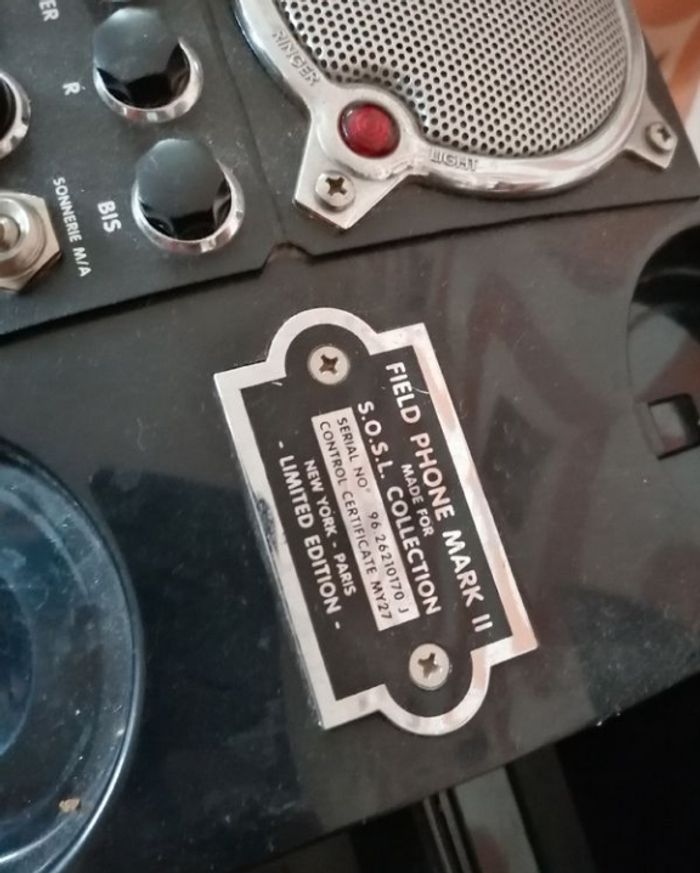 R
BIS
SONNERIE M/A
RINGER
LIGHT
FIELD PHONE MARK II
MADE FOR
S.O.S.L. COLLECTION
SERIAL NO° 96 26210170 J
CONTROL CERTIFICATE MY27
NEW YORK - PARIS
- LIMITED EDITION -